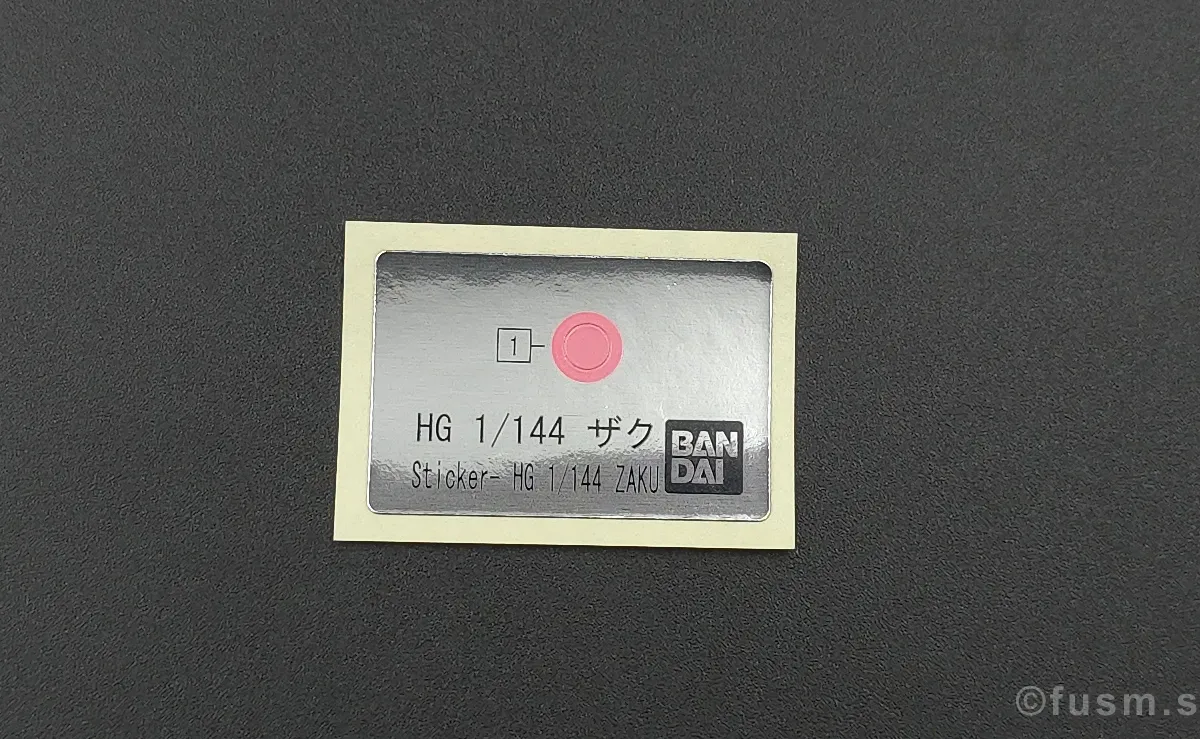 1
HG 1/144 ザク
Sticker- HG 1/144 ZAKU
BAN
DAI
©fusm.s